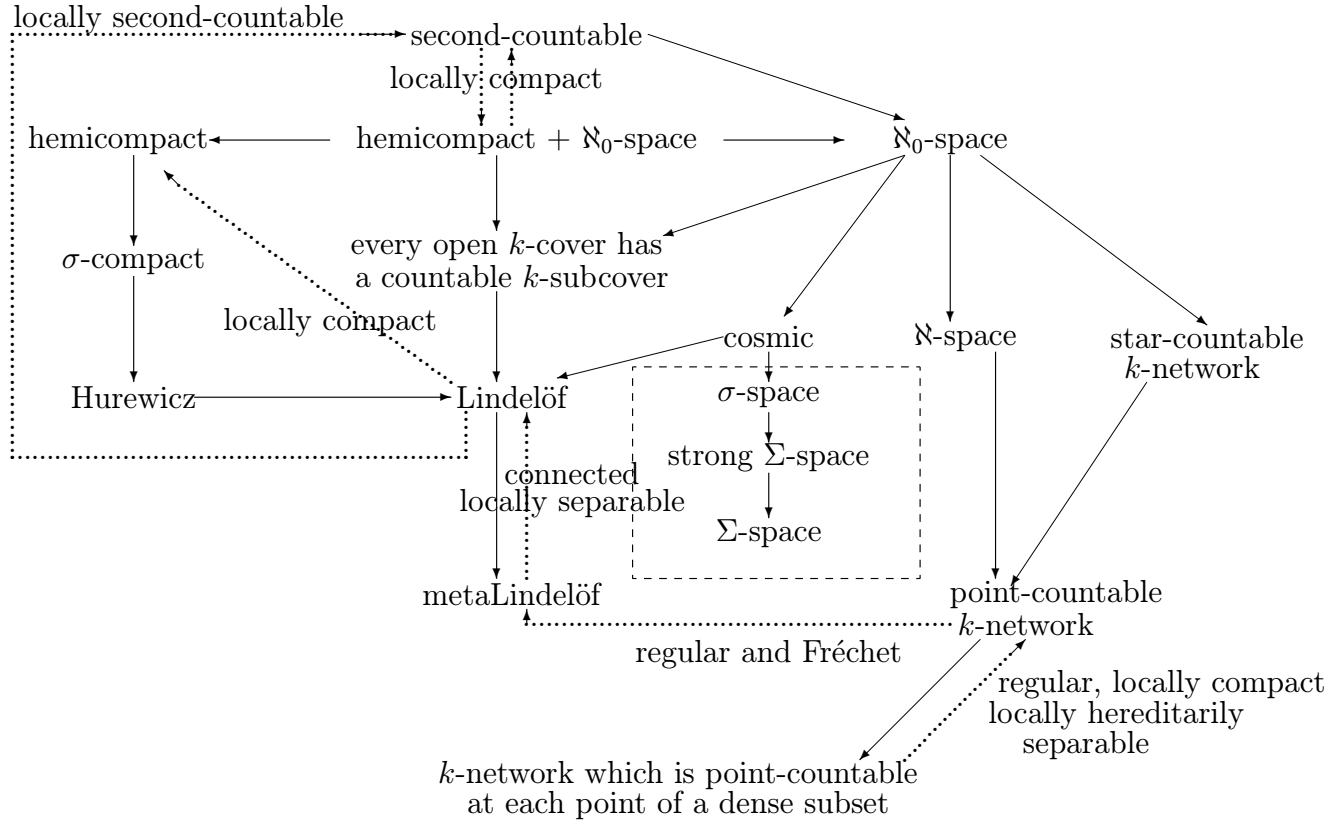 locally second-countable
second-countable
locally compact
hemicompact
hemicompact + ℵ₀-space
ℵ₀-space
every open k-cover has
a countable k-subcover
σ-compact
locally compact
cosmic
ℵ-space
star-countable
k-network
Hurewicz
Lindelöf
σ-space
strong Σ-space
connected
locally separable
Σ-space
metaLindelöf
point-countable
k-network
regular and Fréchet
regular, locally compact
locally hereditarily
separable
k-network which is point-countable
at each point of a dense subset